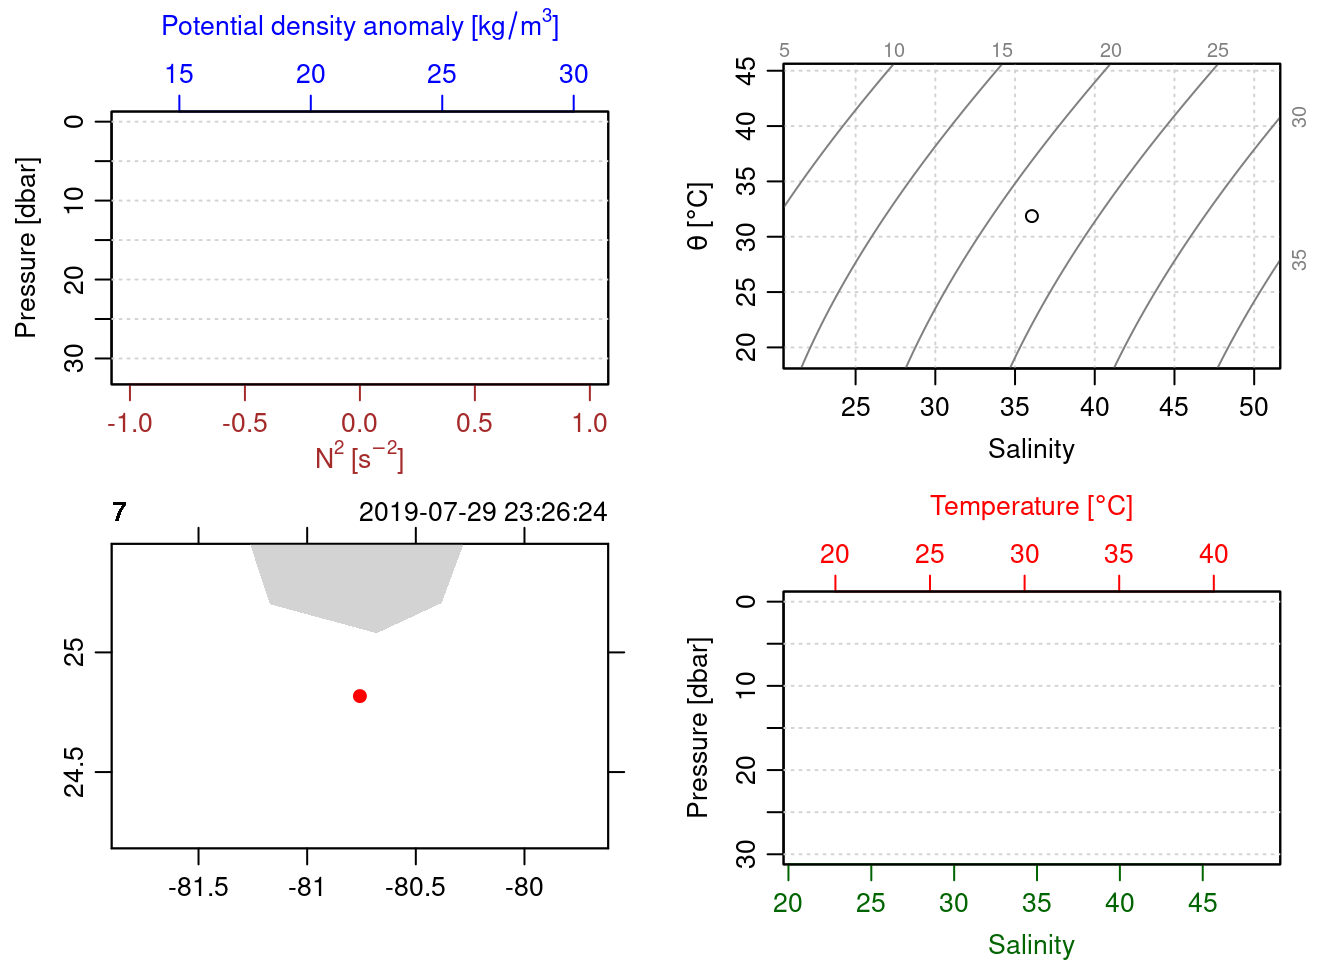 Potential density anomaly [kg/m³]
15 20 25 30
0
10
20
30
Pressure [dbar]
-1.0 -0.5 0.0 0.5 1.0
N² [s⁻²]
5 10 15 20 25
30
35
45
40
35
30
25
20
θ [°C]
25 30 35 40 45 50
Salinity
7 2019-07-29 23:26:24
25
24.5
-81.5 -81 -80.5 -80
Temperature [°C]
20 25 30 35 40
0
10
20
30
Pressure [dbar]
20 25 30 35 40 45
Salinity